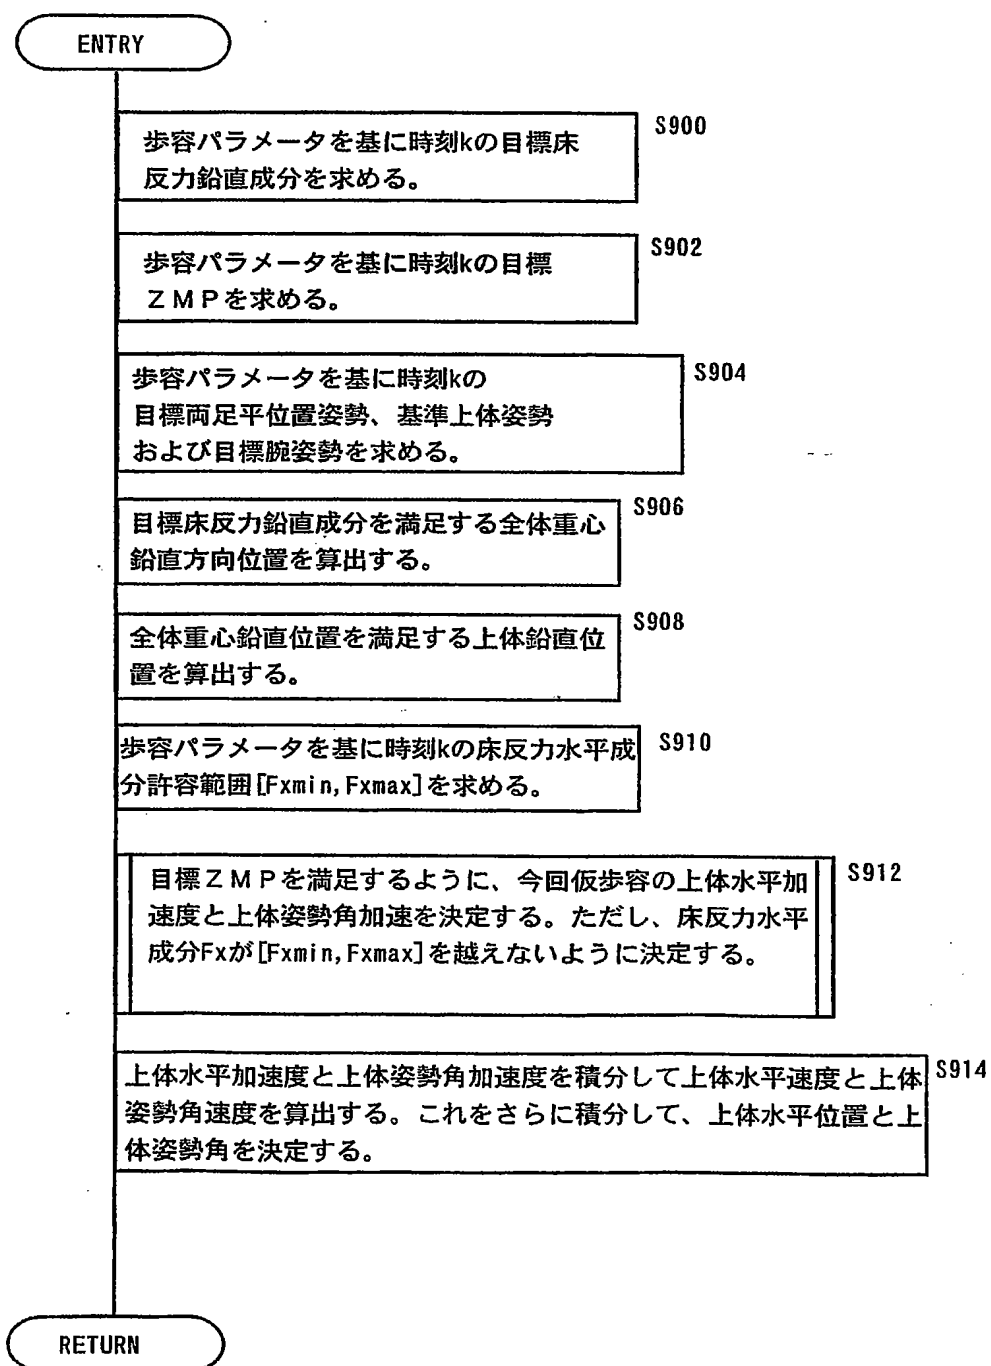 ENTRY
S900
歩容パラメータを基に時刻kの目標床
反力鉛直成分を求める。
S902
歩容パラメータを基に時刻kの目標
ZMPを求める。
S904
歩容パラメータを基に時刻kの
目標両足平位置姿勢、基準上体姿勢
および目標腕姿勢を求める。
S906
目標床反力鉛直成分を満足する全体重心
鉛直方向位置を算出する。
S908
全体重心鉛直位置を満足する上体鉛直位
置を算出する。
S910
歩容パラメータを基に時刻kの床反力水平成
分許容範囲[Fxmin,Fxmax]を求める。
S912
目標ZMPを満足するように、今回仮歩容の上体水平加
速度と上体姿勢角加速を決定する。ただし、床反力水平
成分Fxが[Fxmin,Fxmax]を越えないように決定する。
S914
上体水平加速度と上体姿勢角加速度を積分して上体水平速度と上体
姿勢角速度を算出する。これをさらに積分して、上体水平位置と上
体姿勢角を決定する。
RETURN